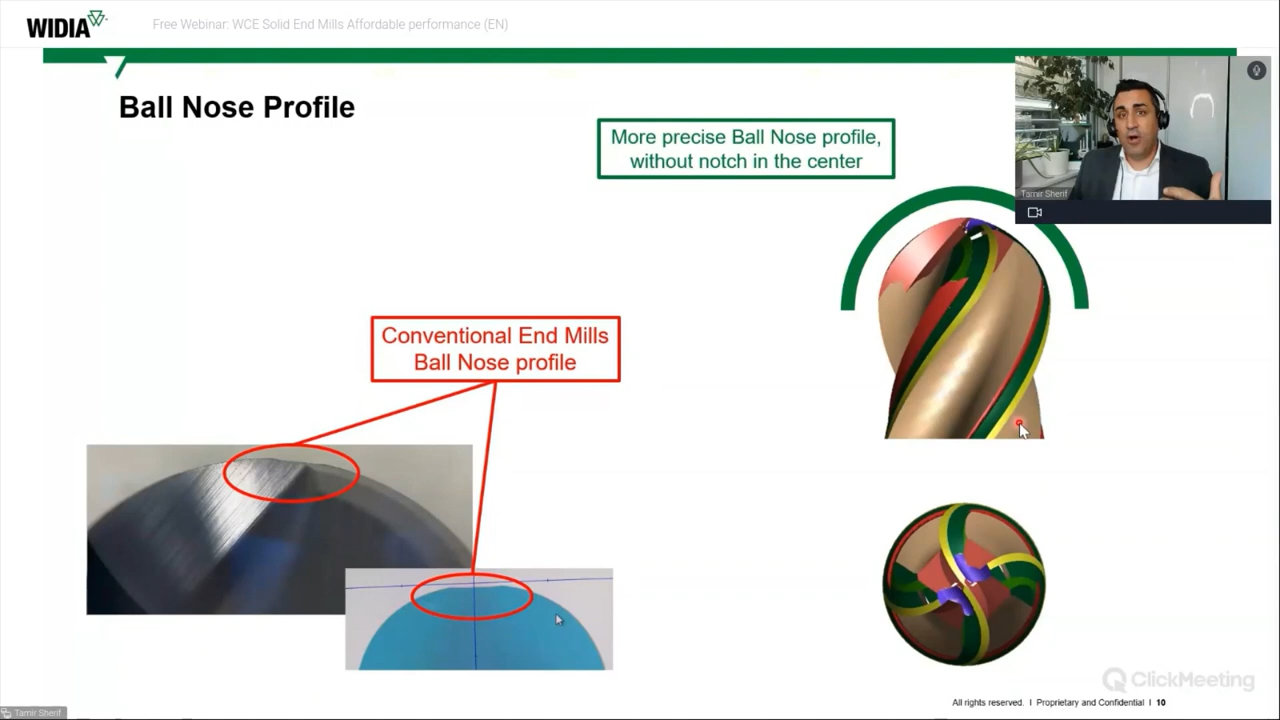 WIDIA
Free Webinar: WCE Solid End Mills Affordable performance (EN)
Ball Nose Profile
More precise Ball Nose profile,
without notch in the center
Tamir Sherif
Conventional End Mills
Ball Nose profile
ClickMeeting
All rights reserved. I Proprietary and Confidential I 10
Tamir Sherif